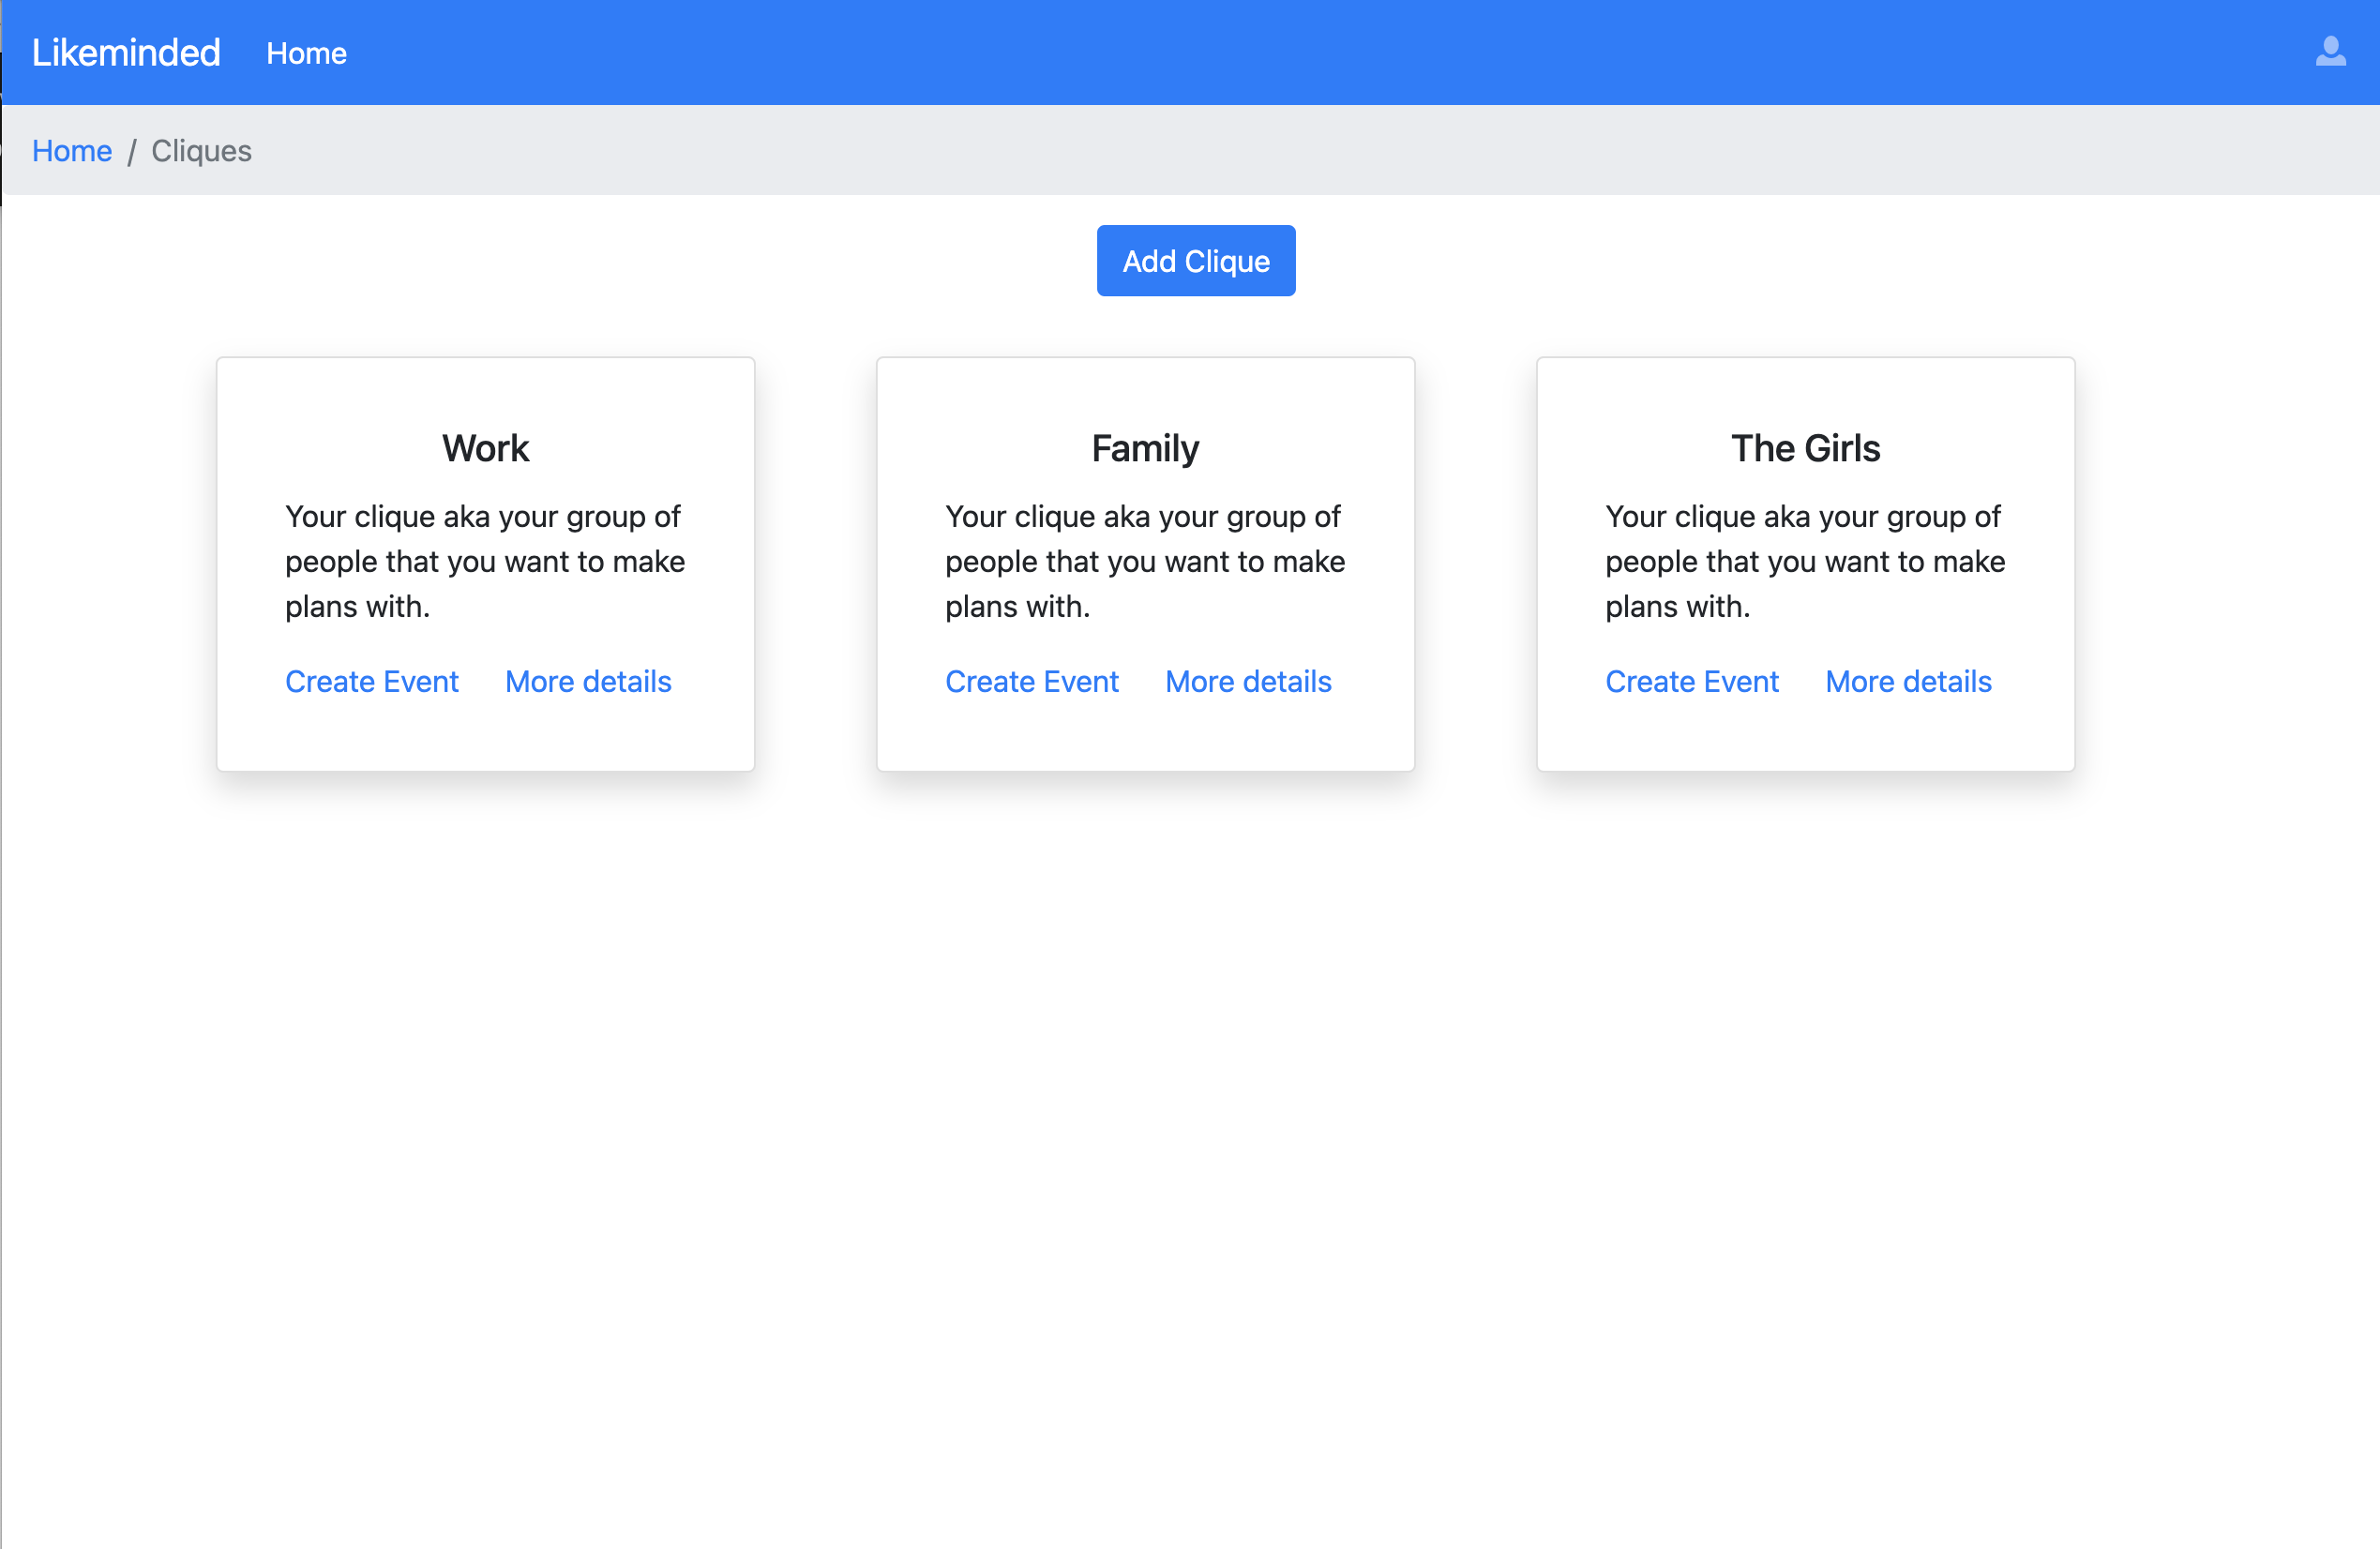 Likeminded Home
Home / Cliques
Add Clique
Work
Your clique aka your group of
people that you want to make
plans with.
Create Event More details
Family
Your clique aka your group of
people that you want to make
plans with.
Create Event More details
The Girls
Your clique aka your group of
people that you want to make
plans with.
Create Event More details